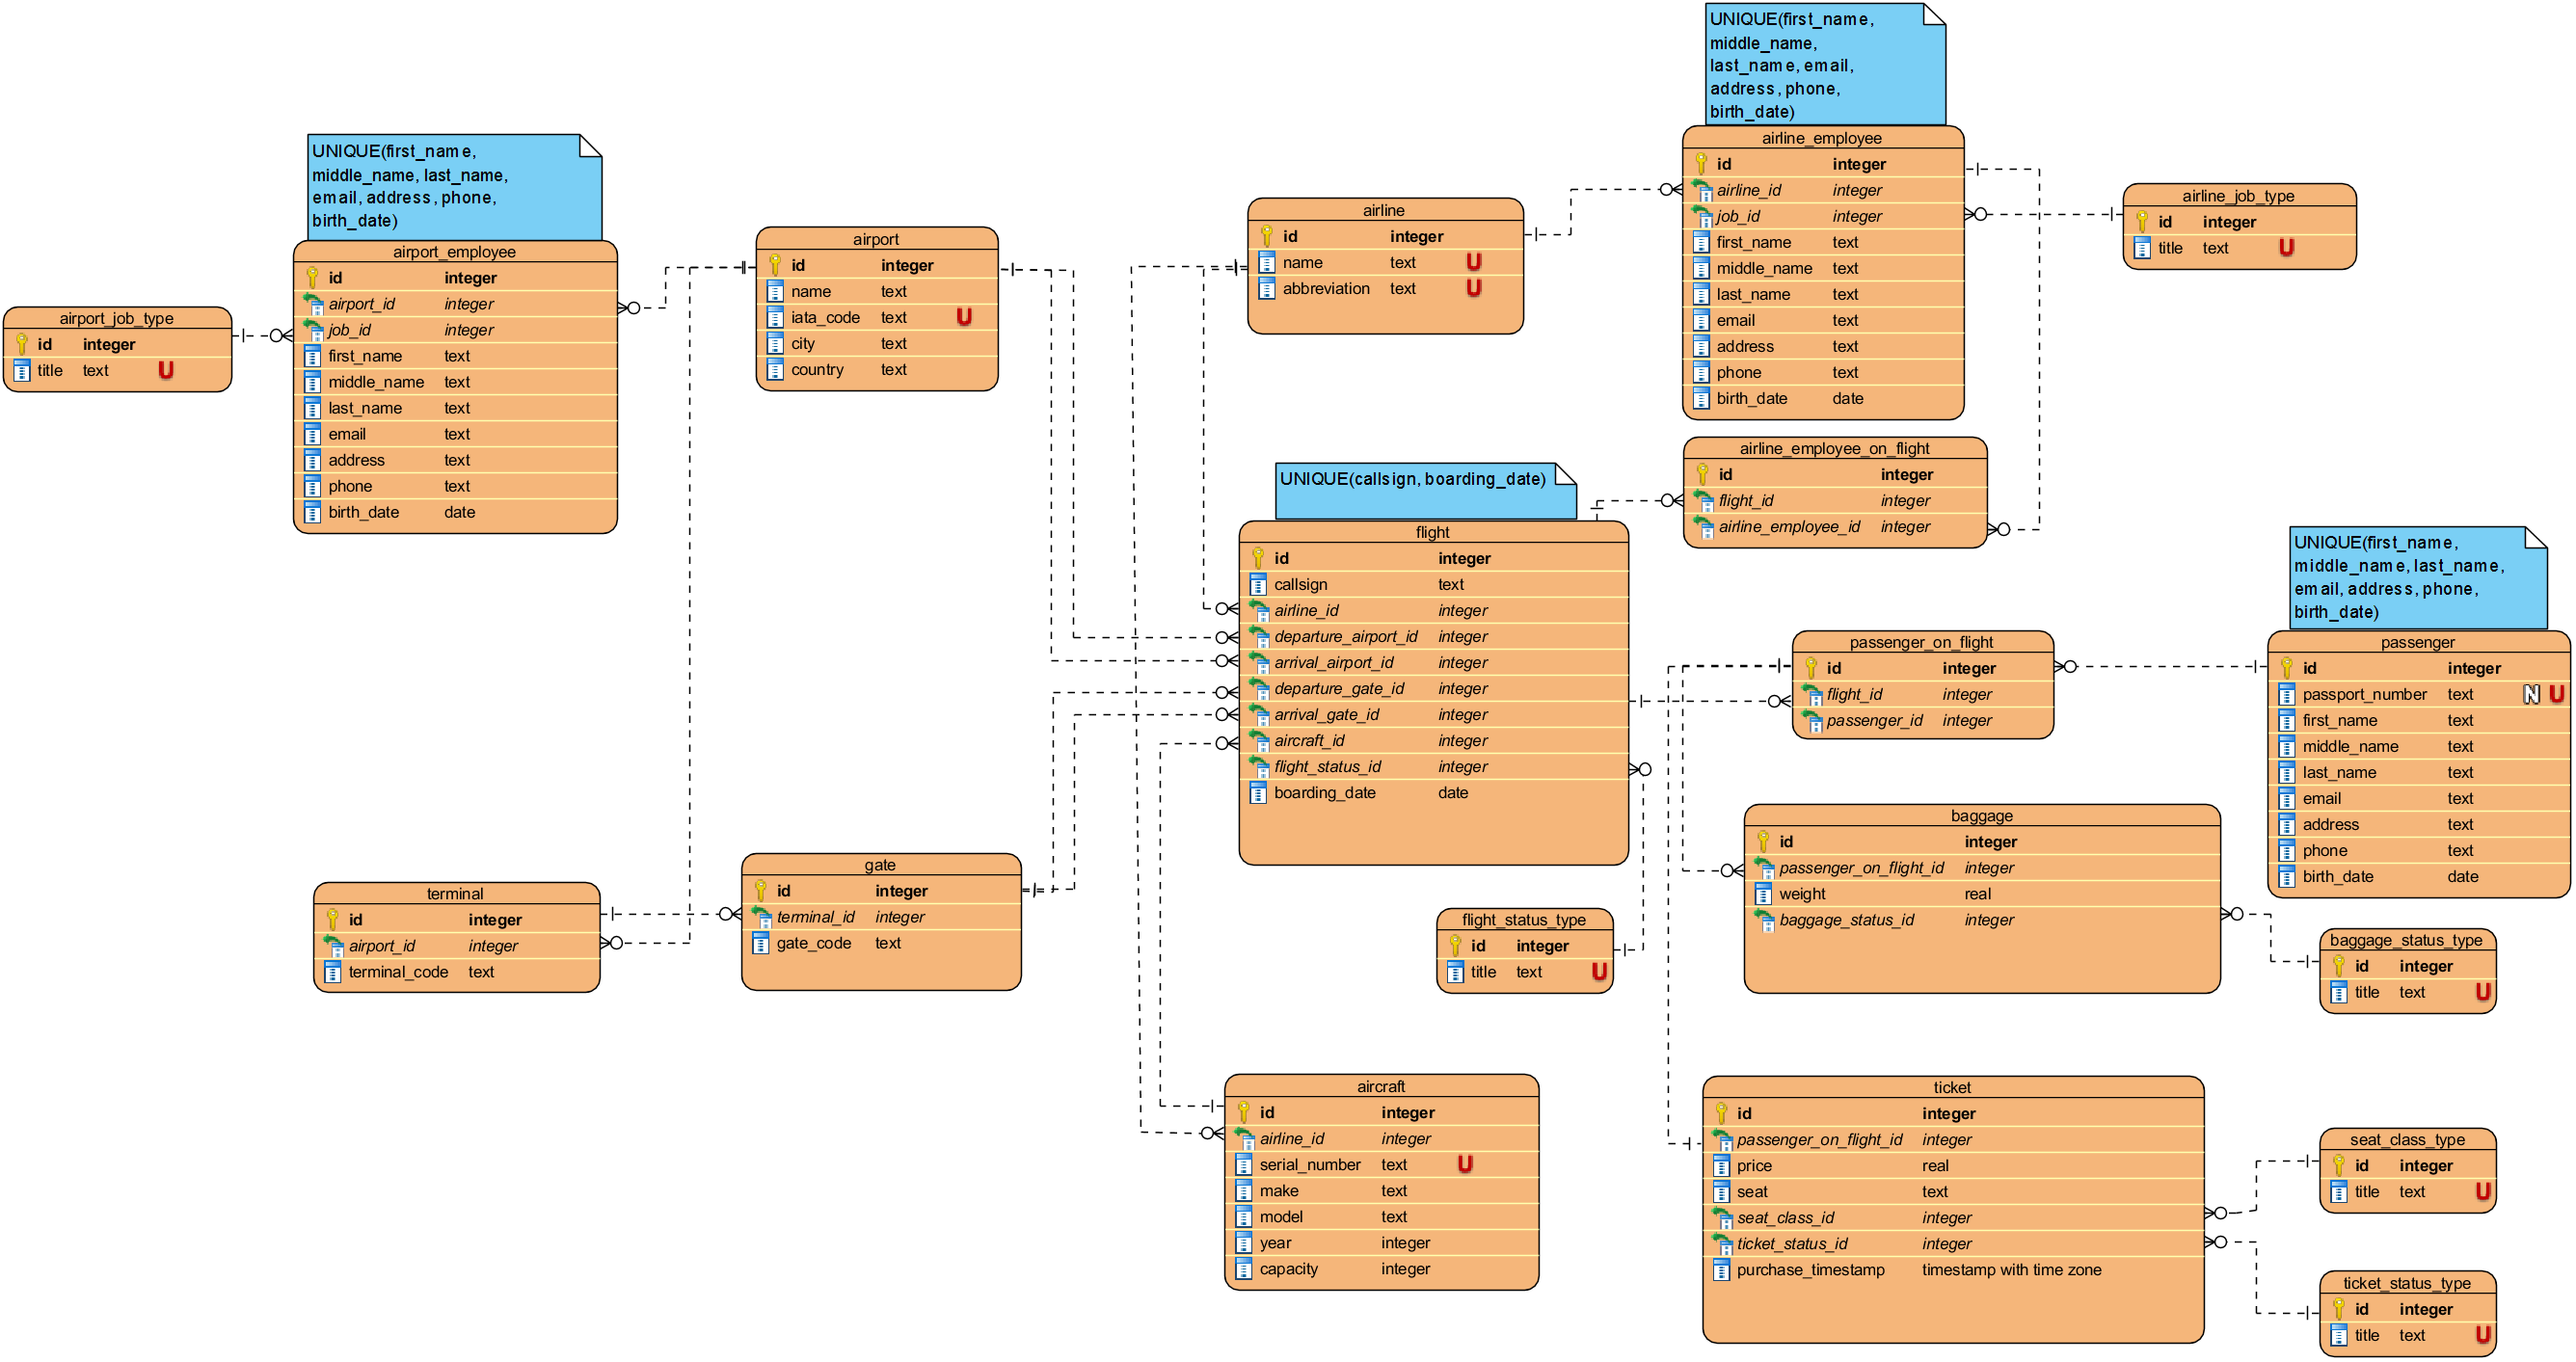 UNIQUE(first_name,
middle_name, last_name,
email, address, phone,
birth_date)
airport_employee
id integer
airport_id integer
job_id integer
first_name text
middle_name text
last_name text
email text
address text
phone text
birth_date date
airport_job_type
id integer
title text U
airport
id integer
name text
iata_code text U
city text
country text
airline
id integer
name text U
abbreviation text U
UNIQUE(first_name,
middle_name,
last_name, email,
address, phone,
birth_date)
airline_employee
id integer
airline_id integer
job_id integer
first_name text
middle_name text
last_name text
email text
address text
phone text
birth_date date
airline_job_type
id integer
title text U
airline_employee_on_flight
id integer
flight_id integer
airline_employee_id integer
UNIQUE(callsign, boarding_date)
flight
id integer
callsign text
airline_id integer
departure_airport_id integer
arrival_airport_id integer
departure_gate_id integer
arrival_gate_id integer
aircraft_id integer
flight_status_id integer
boarding_date date
passenger_on_flight
id integer
flight_id integer
passenger_id integer
UNIQUE(first_name,
middle_name, last_name,
email, address, phone,
birth_date)
passenger
id integer
passport_number text N U
first_name text
middle_name text
last_name text
email text
address text
phone text
birth_date date
terminal
id integer
airport_id integer
terminal_code text
gate
id integer
terminal_id integer
gate_code text
flight_status_type
id integer
title text U
baggage
id integer
passenger_on_flight_id integer
weight real
baggage_status_id integer
baggage_status_type
id integer
title text U
aircraft
id integer
airline_id integer
serial_number text U
make text
model text
year integer
capacity integer
ticket
id integer
passenger_on_flight_id integer
price real
seat text
seat_class_id integer
ticket_status_id integer
purchase_timestamp timestamp with time zone
seat_class_type
id integer
title text U
ticket_status_type
id integer
title text U